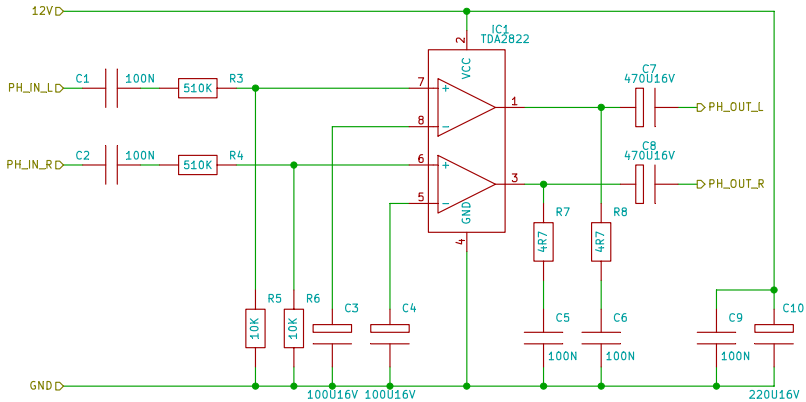 12V
IC1
TDA2822
2
VCC
C1
100N
R3
C7
470U16V
PH_IN_L
510K
7
+
1
PH_OUT_L
8
−
C2
100N
R4
C8
470U16V
PH_IN_R
510K
6
+
3
PH_OUT_R
5
−
GND
4
R7
R8
4R7
4R7
R5
R6
C3
C4
C5
C6
C9
C10
10K
10K
100N
100N
100N
GND
100U16V
100U16V
220U16V